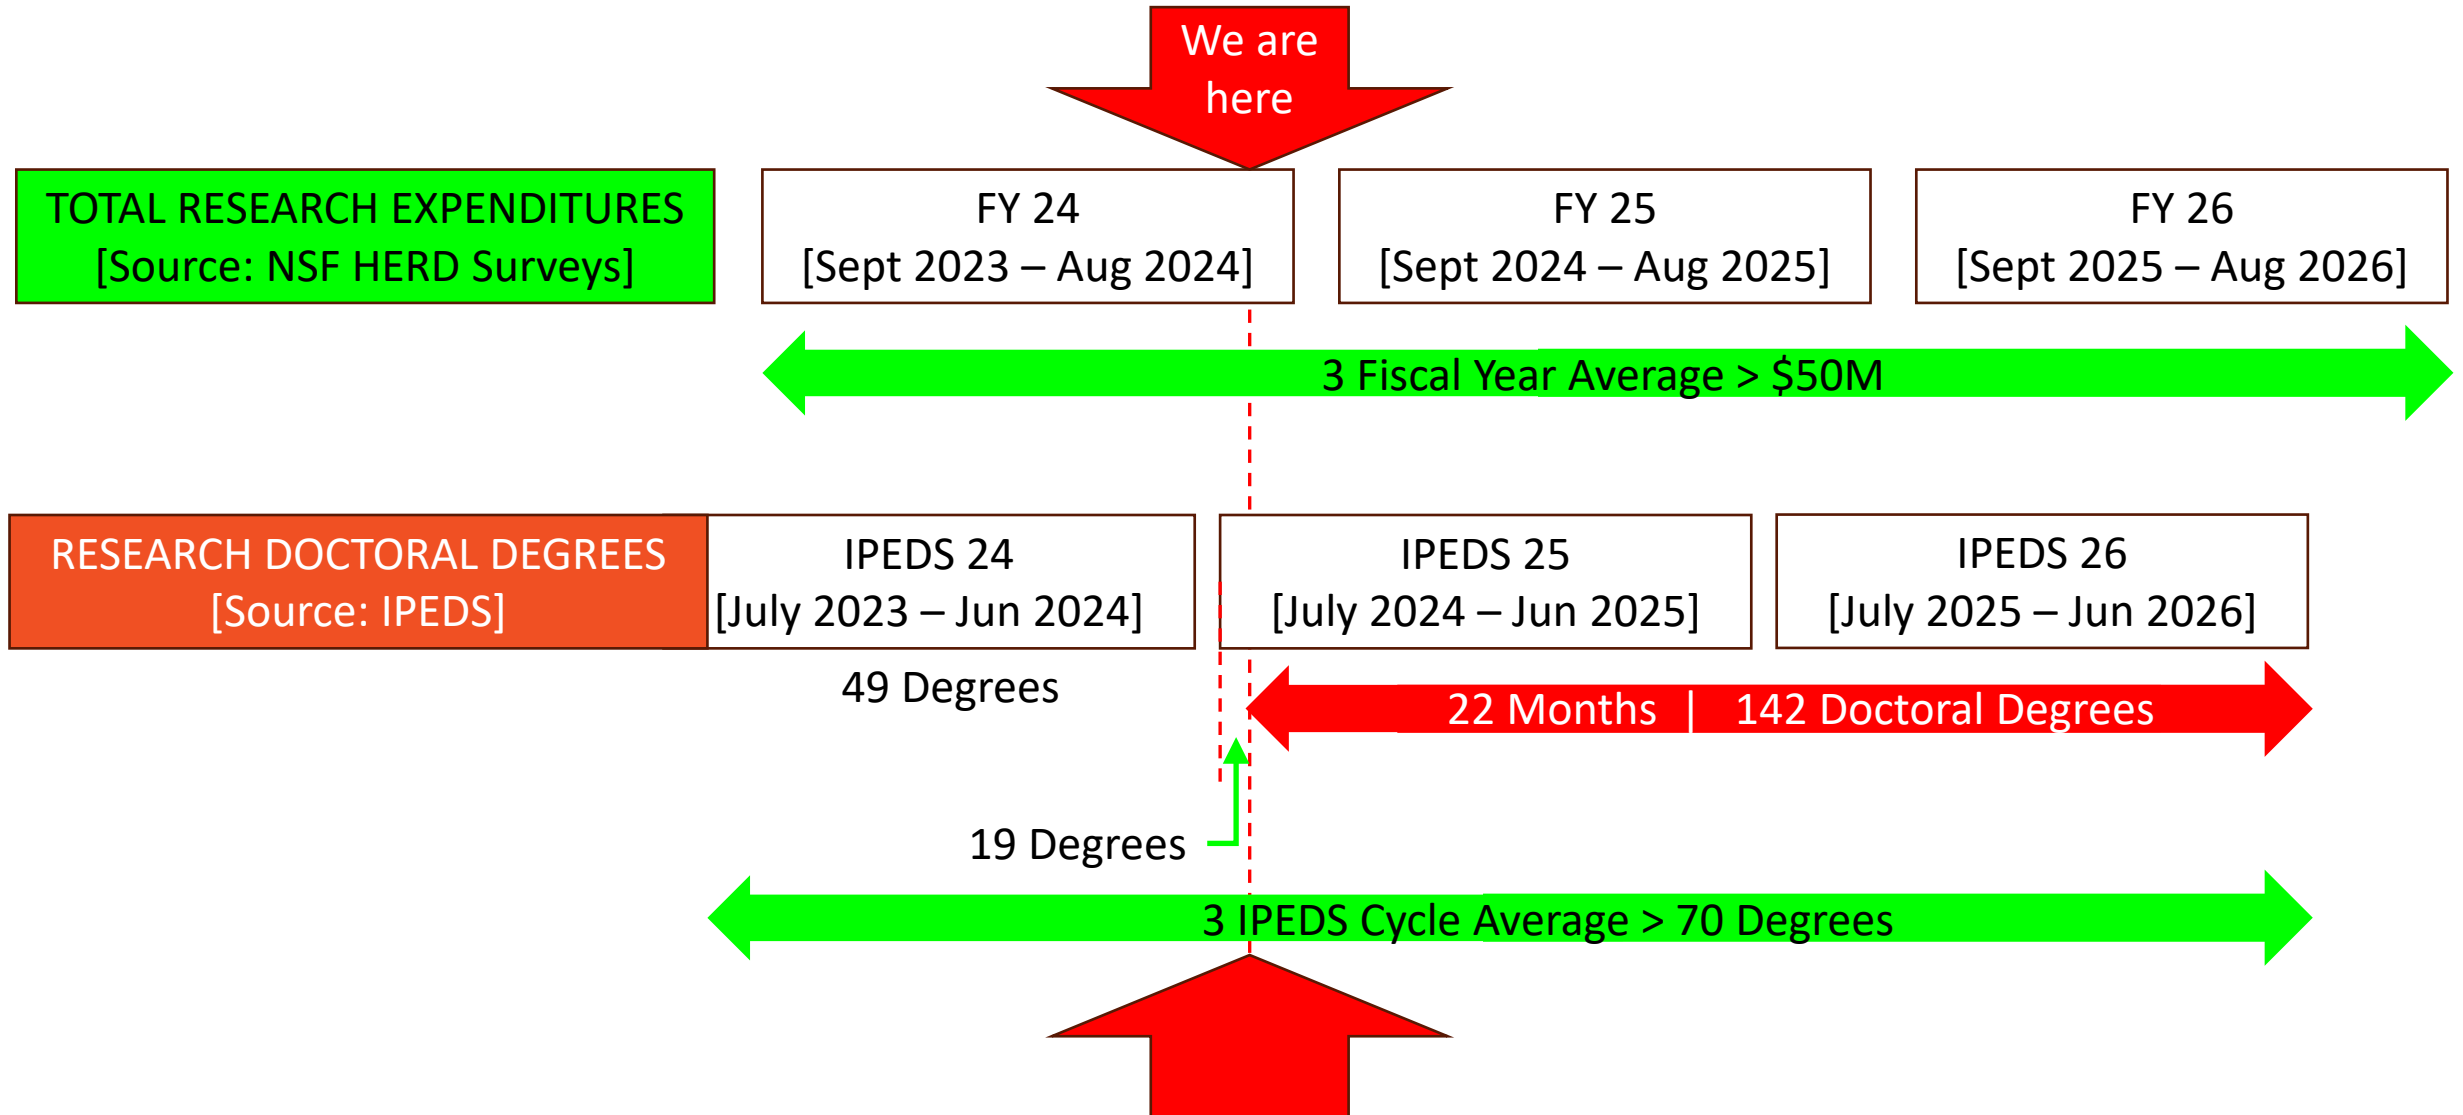 We are
here
TOTAL RESEARCH EXPENDITURES
[Source: NSF HERD Surveys]
FY 24
[Sept 2023 – Aug 2024]
FY 25
[Sept 2024 – Aug 2025]
FY 26
[Sept 2025 – Aug 2026]
3 Fiscal Year Average > $50M
RESEARCH DOCTORAL DEGREES
[Source: IPEDS]
IPEDS 24
[July 2023 – Jun 2024]
IPEDS 25
[July 2024 – Jun 2025]
IPEDS 26
[July 2025 – Jun 2026]
49 Degrees
22 Months | 142 Doctoral Degrees
19 Degrees
3 IPEDS Cycle Average > 70 Degrees